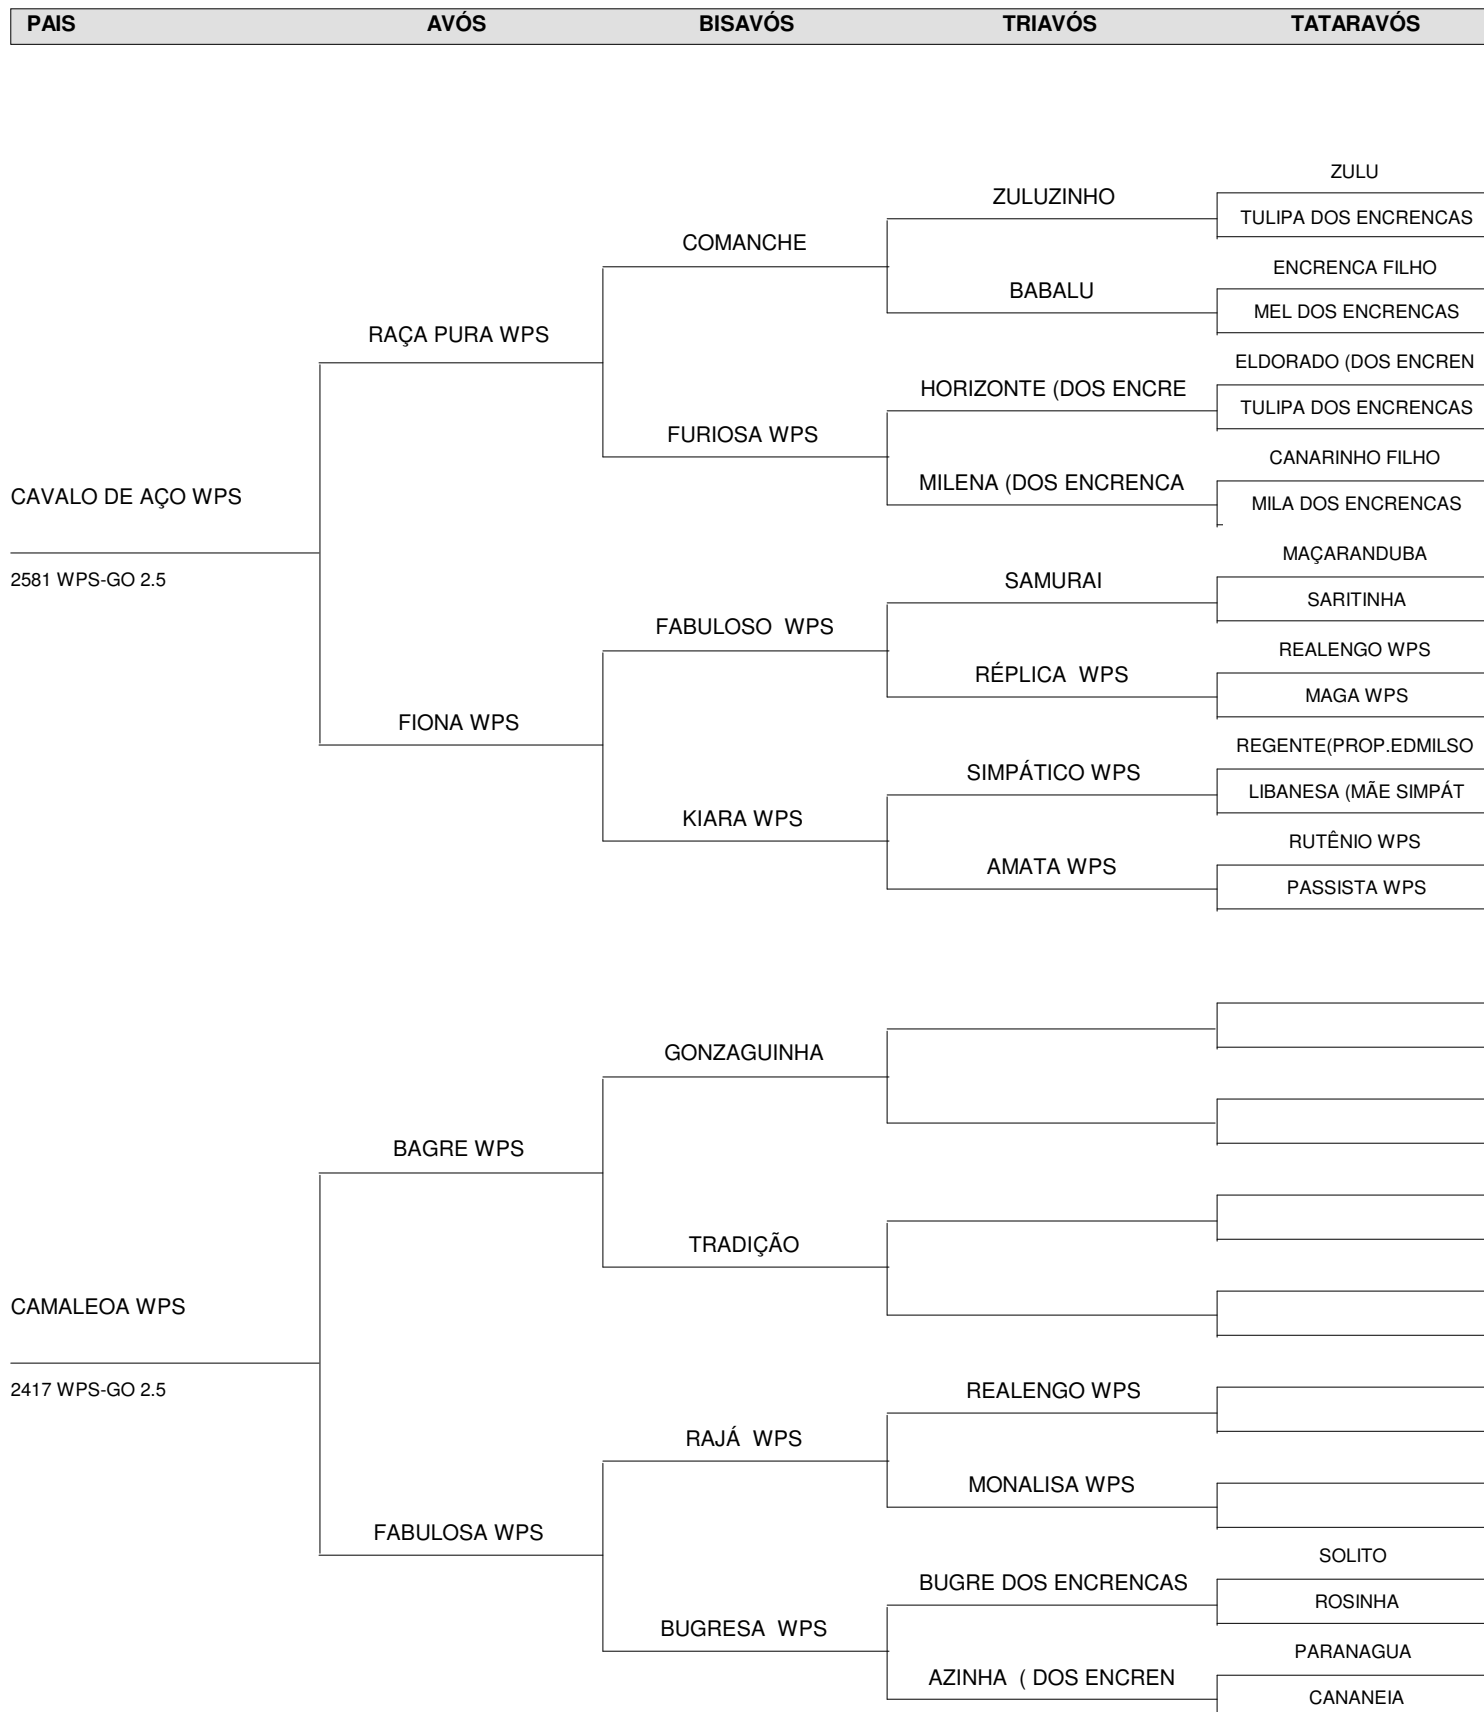 PAIS AVÓS BISAVÓS TRIAVÓS TATARAVÓS
ZULU
ZULUZINHO
TULIPA DOS ENCRENCAS
COMANCHE
ENCRENCA FILHO
BABALU
MEL DOS ENCRENCAS
RAÇA PURA WPS
ELDORADO (DOS ENCREN
HORIZONTE (DOS ENCRE
TULIPA DOS ENCRENCAS
FURIOSA WPS
CANARINHO FILHO
MILENA (DOS ENCRENCA
CAVALO DE AÇO WPS
MILA DOS ENCRENCAS
MAÇARANDUBA
2581 WPS-GO 2.5
SAMURAI
SARITINHA
FABULOSO  WPS
REALENGO WPS
RÉPLICA  WPS
MAGA WPS
FIONA WPS
REGENTE(PROP.EDMILSO
SIMPÁTICO WPS
LIBANESA (MÃE SIMPÁT
KIARA WPS
RUTÊNIO WPS
AMATA WPS
PASSISTA WPS
GONZAGUINHA
BAGRE WPS
TRADIÇÃO
CAMALEOA WPS
2417 WPS-GO 2.5
REALENGO WPS
RAJÁ  WPS
MONALISA WPS
FABULOSA WPS
SOLITO
BUGRE DOS ENCRENCAS
ROSINHA
BUGRESA  WPS
PARANAGUA
AZINHA  ( DOS ENCREN
CANANEIA